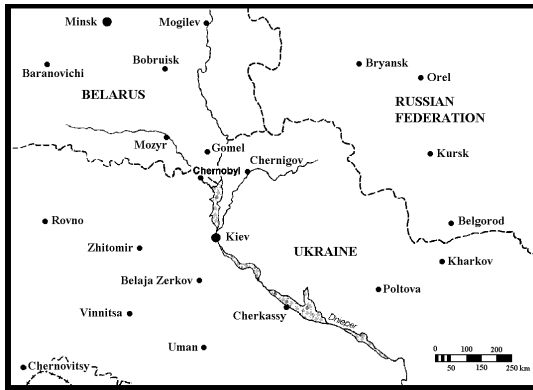 Minsk
Mogilev
Baranovichi
Bobruisk
Bryansk
Orel
BELARUS
RUSSIAN
FEDERATION
Mozyr
Gomel
Kursk
Chernobyl
Chernigov
Rovno
Belgorod
Zhitomir
Kiev
UKRAINE
Kharkov
Belaja Zerkov
Poltova
Vinnitsa
Cherkassy
Dnieper
Uman
Chernovitsy
0 100 200
50 150 250 km